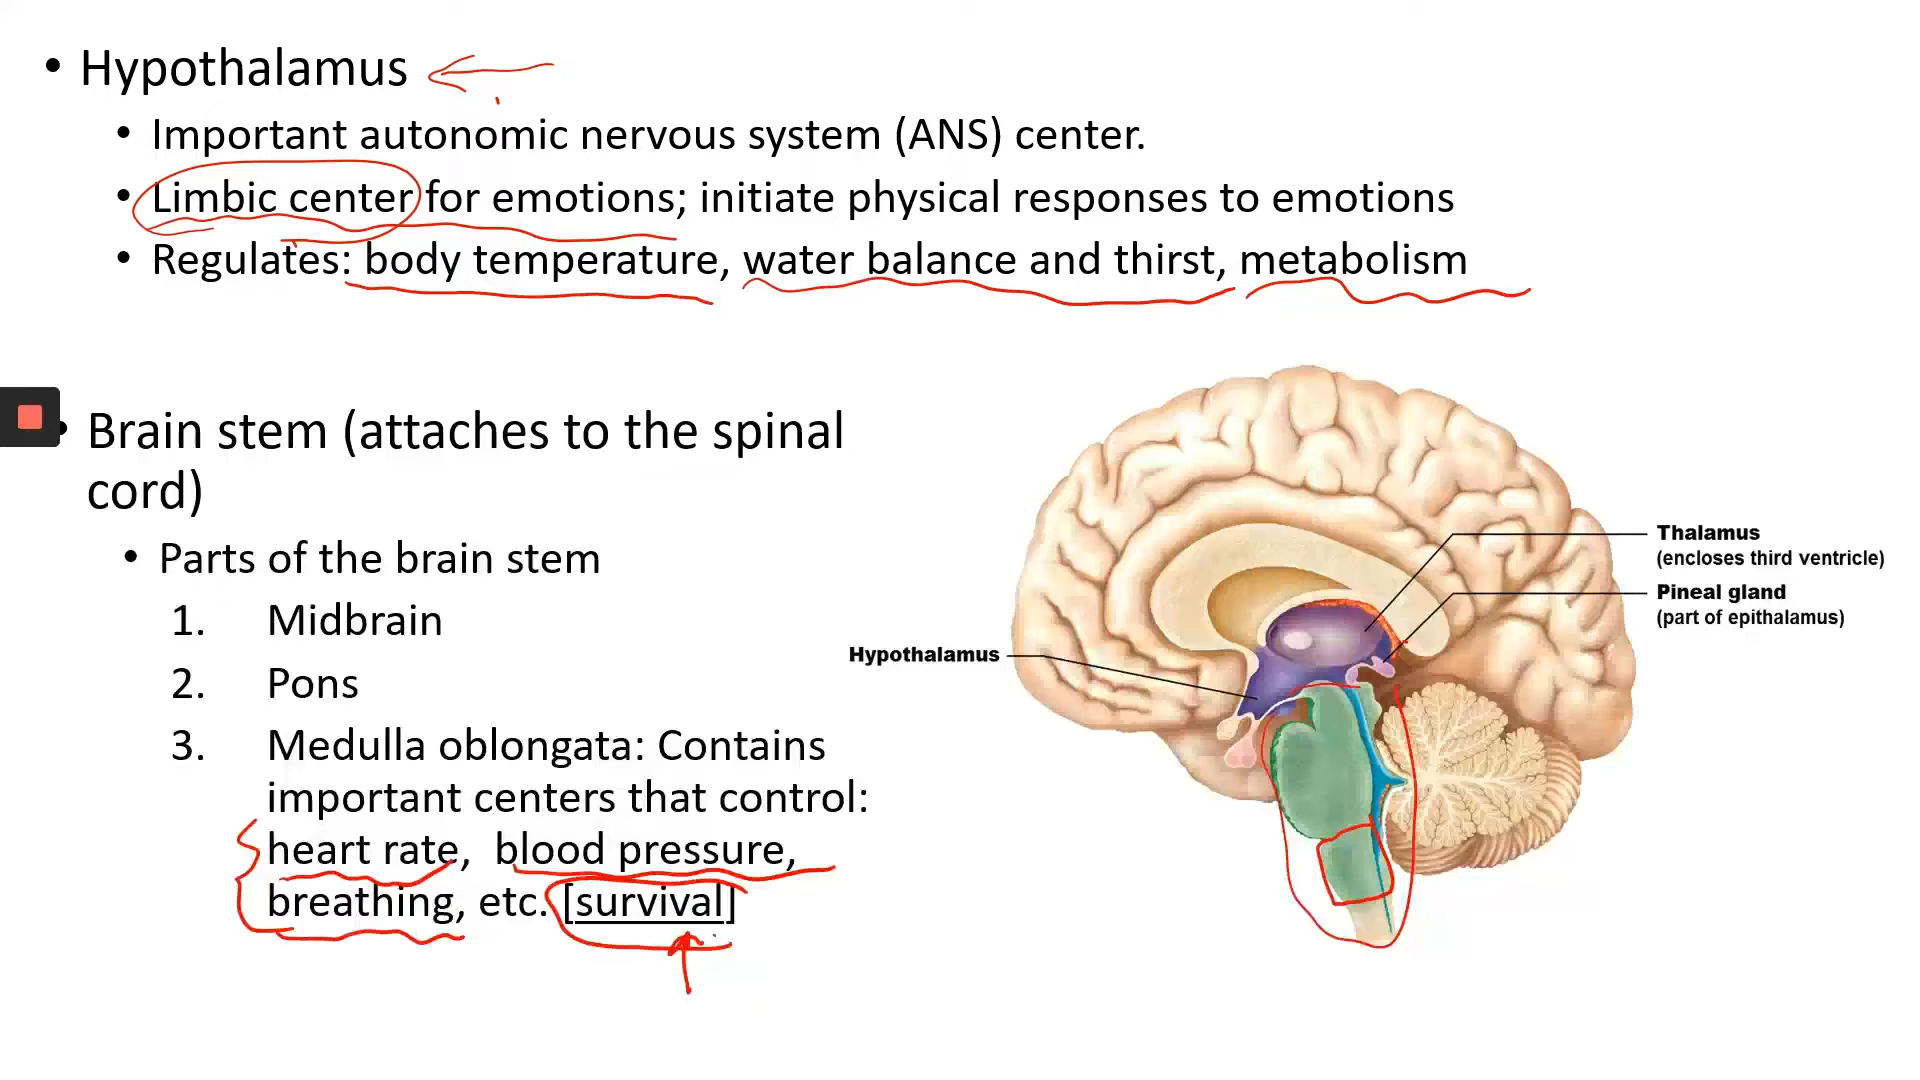 • Hypothalamus
• Important autonomic nervous system (ANS) center.
• Limbic center for emotions; initiate physical responses to emotions
• Regulates: body temperature, water balance and thirst, metabolism
• Brain stem (attaches to the spinal
cord)
• Parts of the brain stem
1. Midbrain
2. Pons
3. Medulla oblongata: Contains
important centers that control:
heart rate, blood pressure,
breathing, etc. [survival]
Thalamus
(encloses third ventricle)
Pineal gland
(part of epithalamus)
Hypothalamus